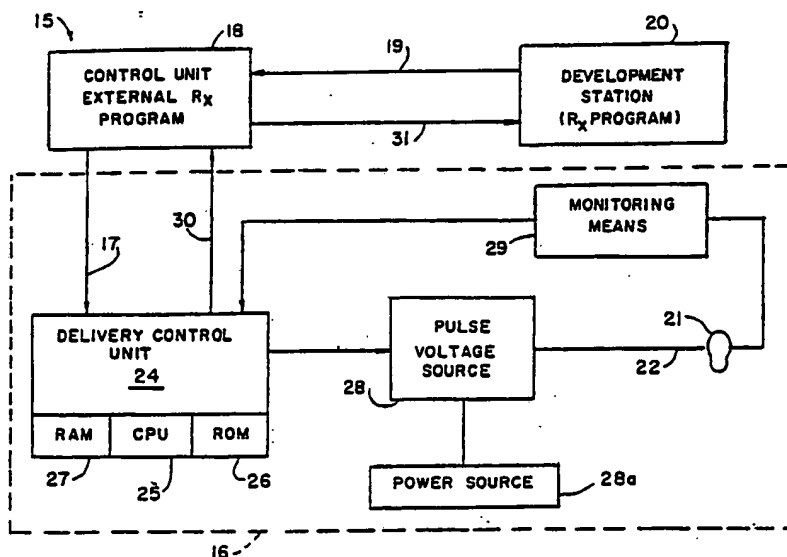 15
18
CONTROL UNIT
EXTERNAL Rx
PROGRAM
19
31
20
DEVELOPMENT
STATION
(Rx PROGRAM)
17
30
MONITORING
MEANS
29
DELIVERY CONTROL
UNIT
24
RAM
CPU
ROM
27
25
26
PULSE
VOLTAGE
SOURCE
28
21
22
POWER SOURCE
28a
16